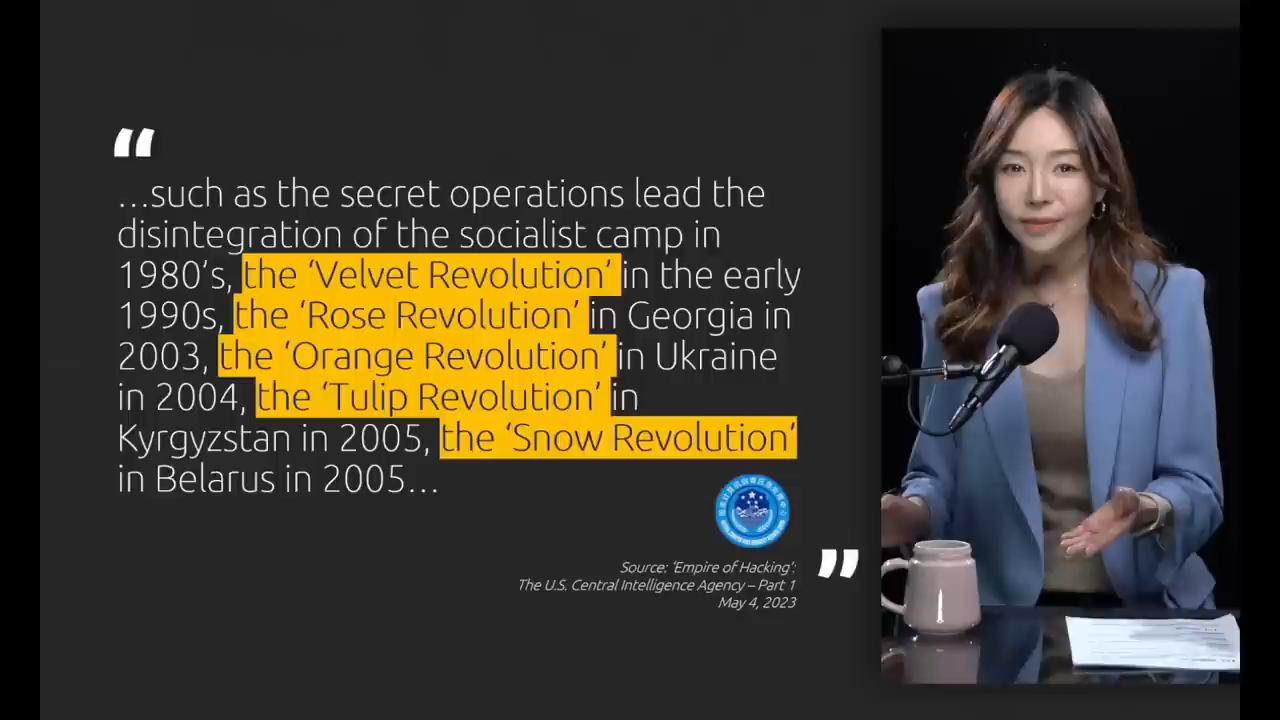 “
…such as the secret operations lead the
disintegration of the socialist camp in
1980’s, the ‘Velvet Revolution’ in the early
1990s, the ‘Rose Revolution’ in Georgia in
2003, the ‘Orange Revolution’ in Ukraine
in 2004, the ‘Tulip Revolution’ in
Kyrgyzstan in 2005, the ‘Snow Revolution’
in Belarus in 2005…
”
Source: ‘Empire of Hacking’:
The U.S. Central Intelligence Agency – Part 1
May 4, 2023